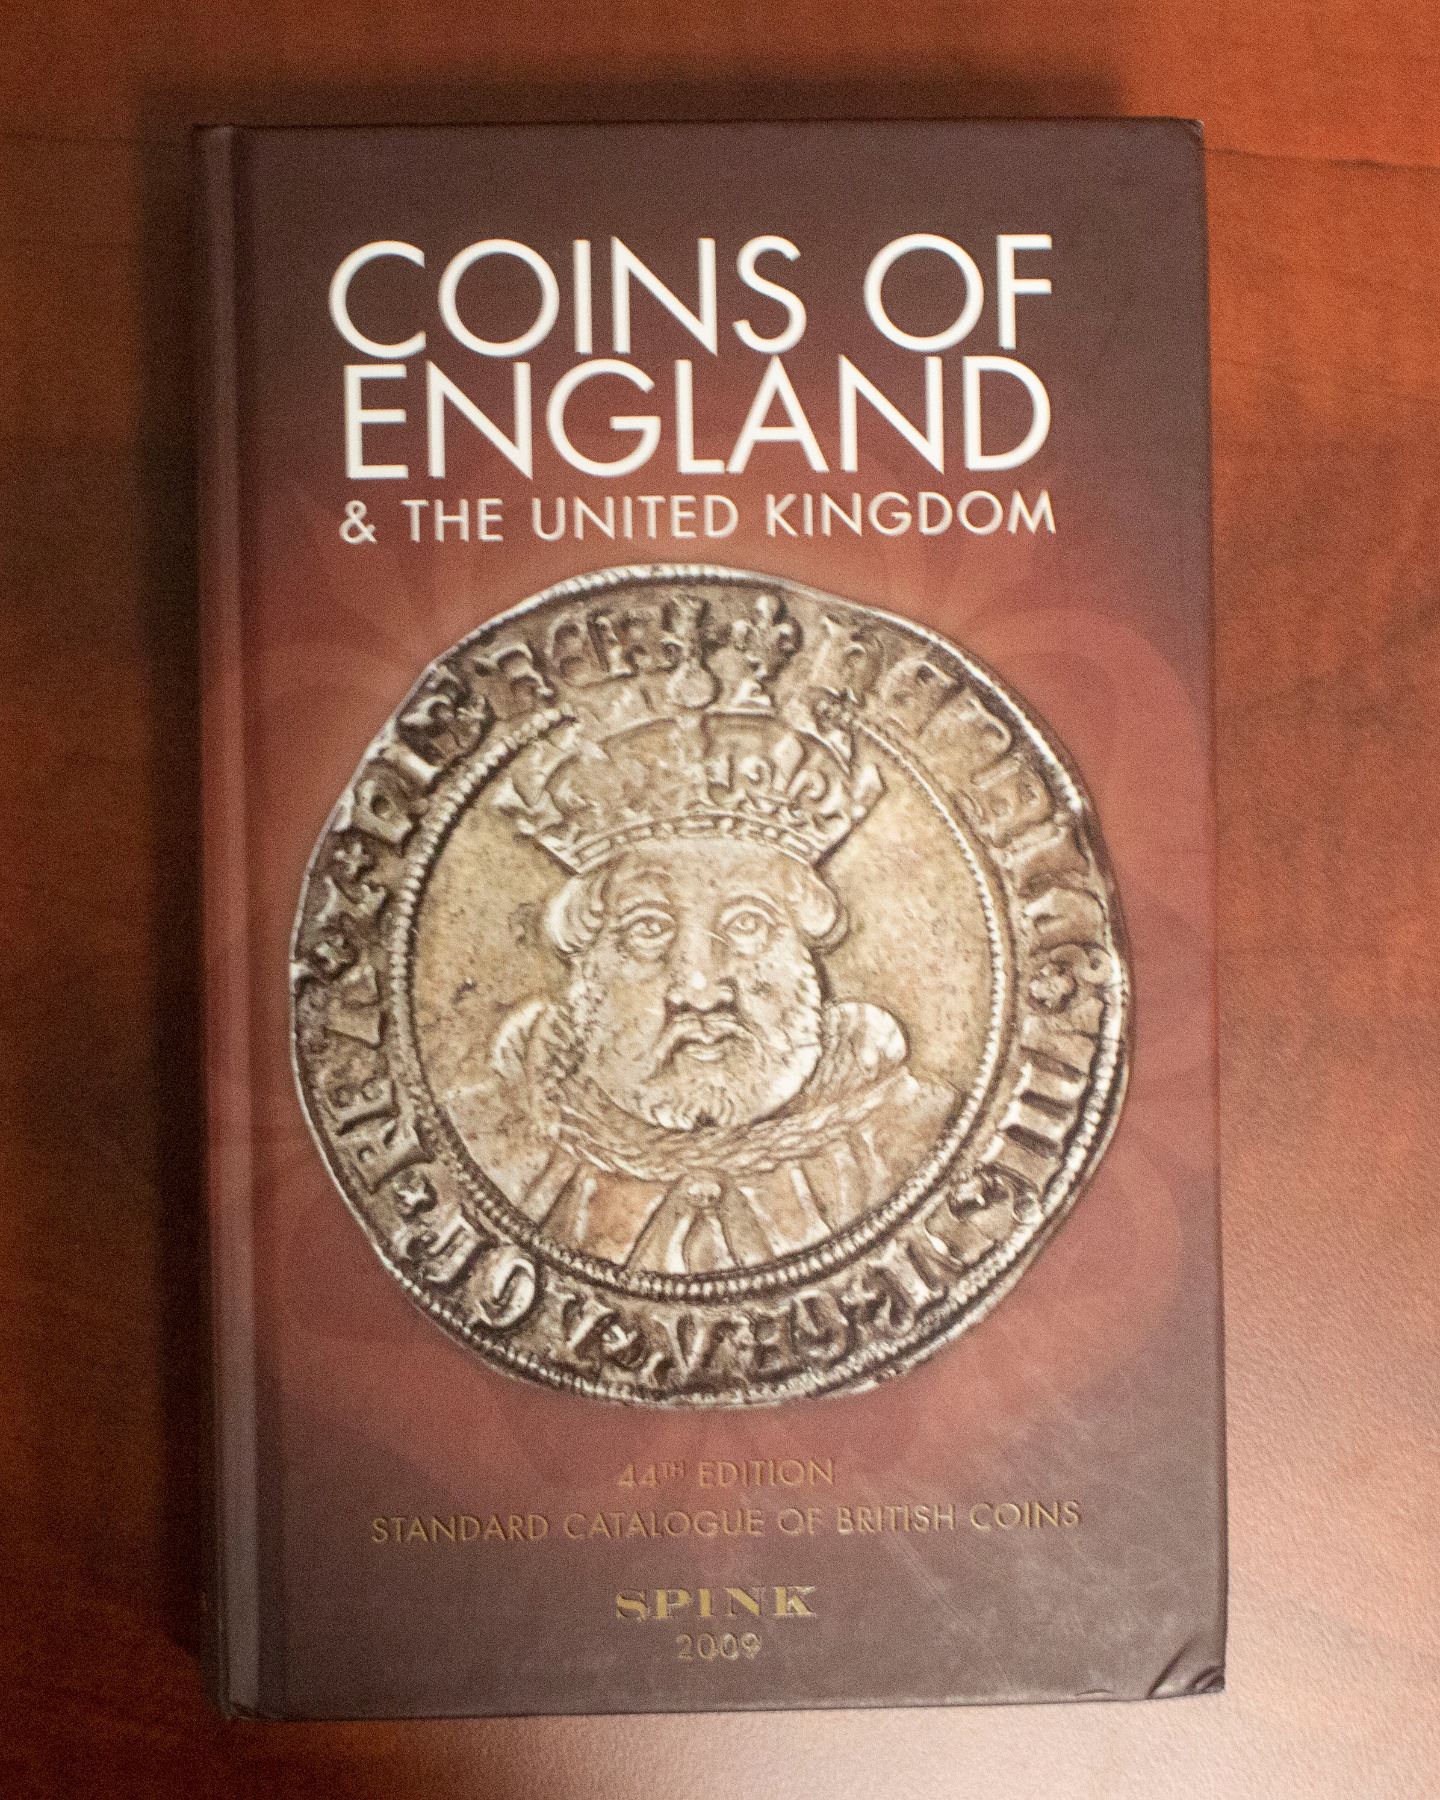 COINS OF
ENGLAND
& THE UNITED KINGDOM
44TH EDITION
STANDARD CATALOGUE OF BRITISH COINS
SPINK
2009